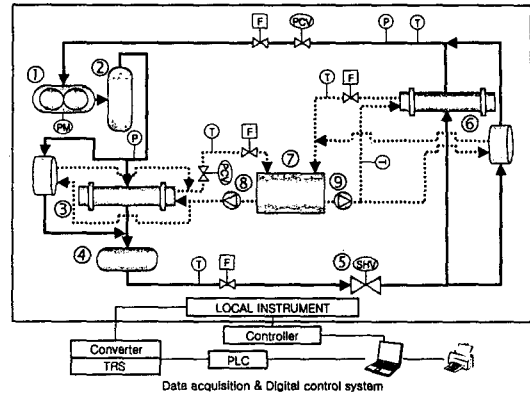 F
PCV
P
T
①
②
PM
P
T
F
T
F
⑥
⑦
T
③
⑧
⑨
④
T
F
⑤
SHV
LOCAL INSTRUMENT
Controller
Converter
TRS
PLC
Data acquisition & Digital control system